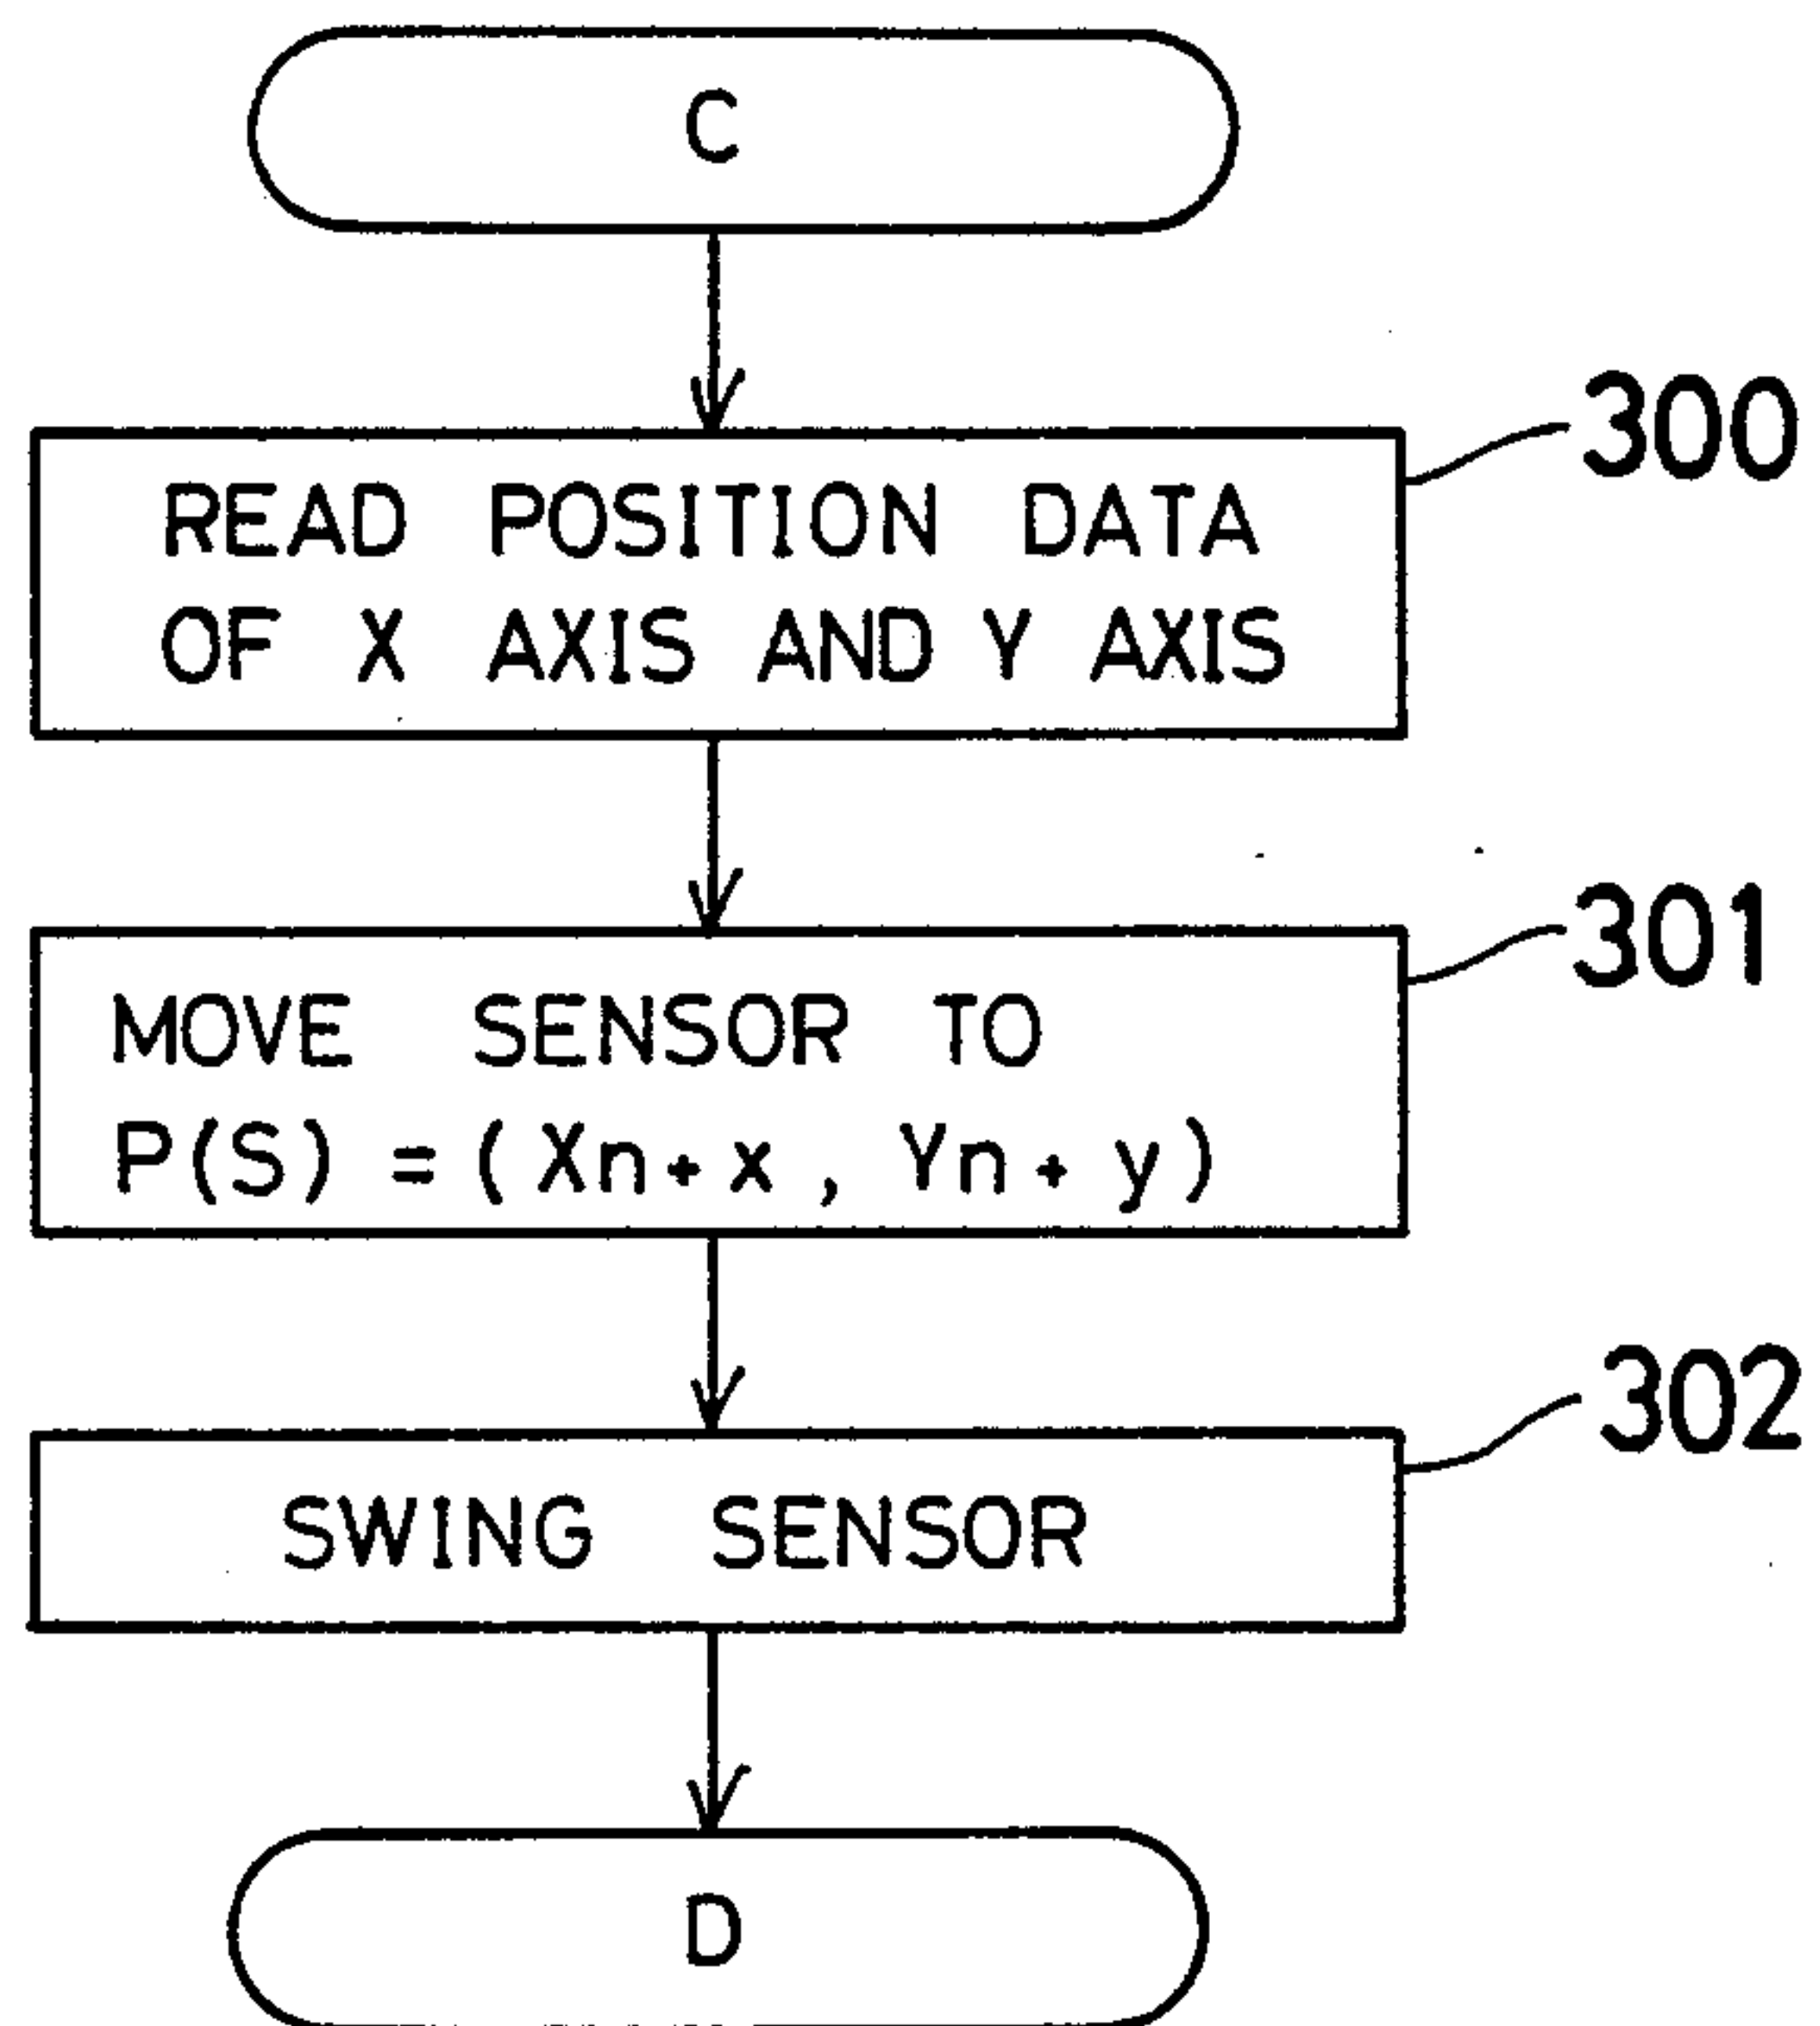 C
300
READ POSITION DATA
OF X AXIS AND Y AXIS
301
MOVE SENSOR TO
P(S) = (Xn+x, Yn+y)
302
SWING SENSOR
D